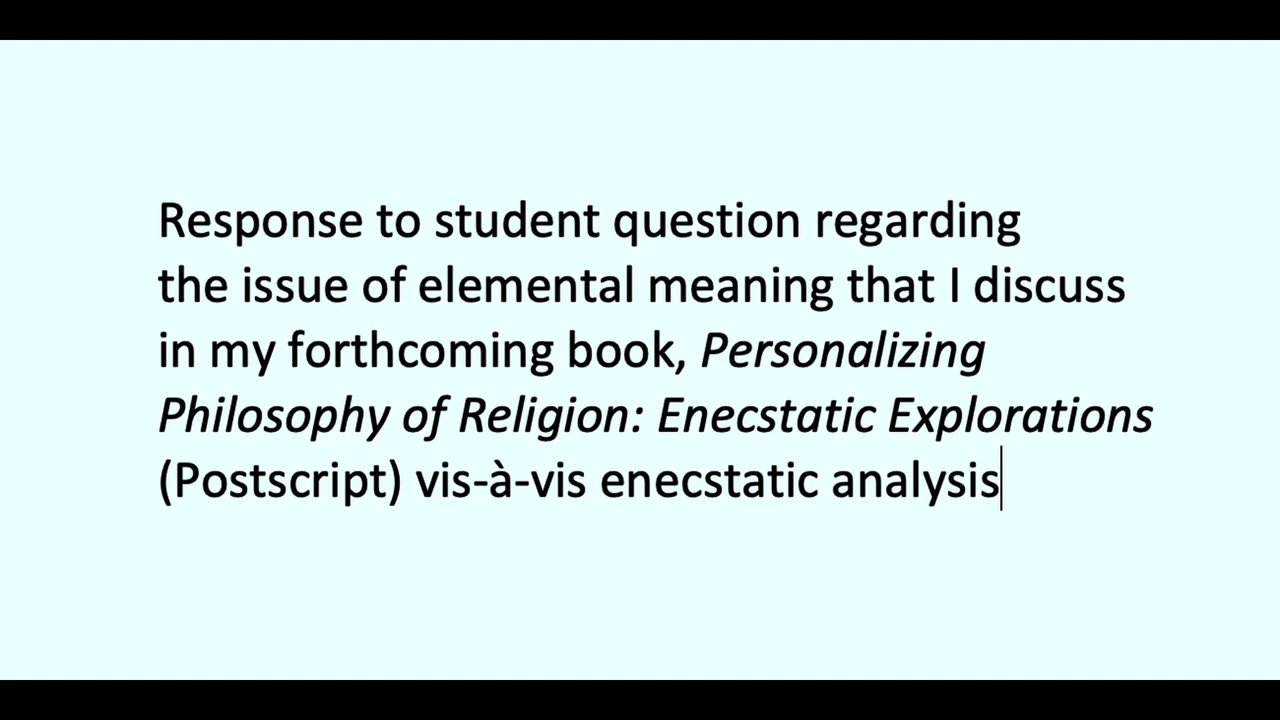 Response to student question regarding
the issue of elemental meaning that I discuss
in my forthcoming book, Personalizing
Philosophy of Religion: Enecstatic Explorations
(Postscript) vis-à-vis enecstatic analysis